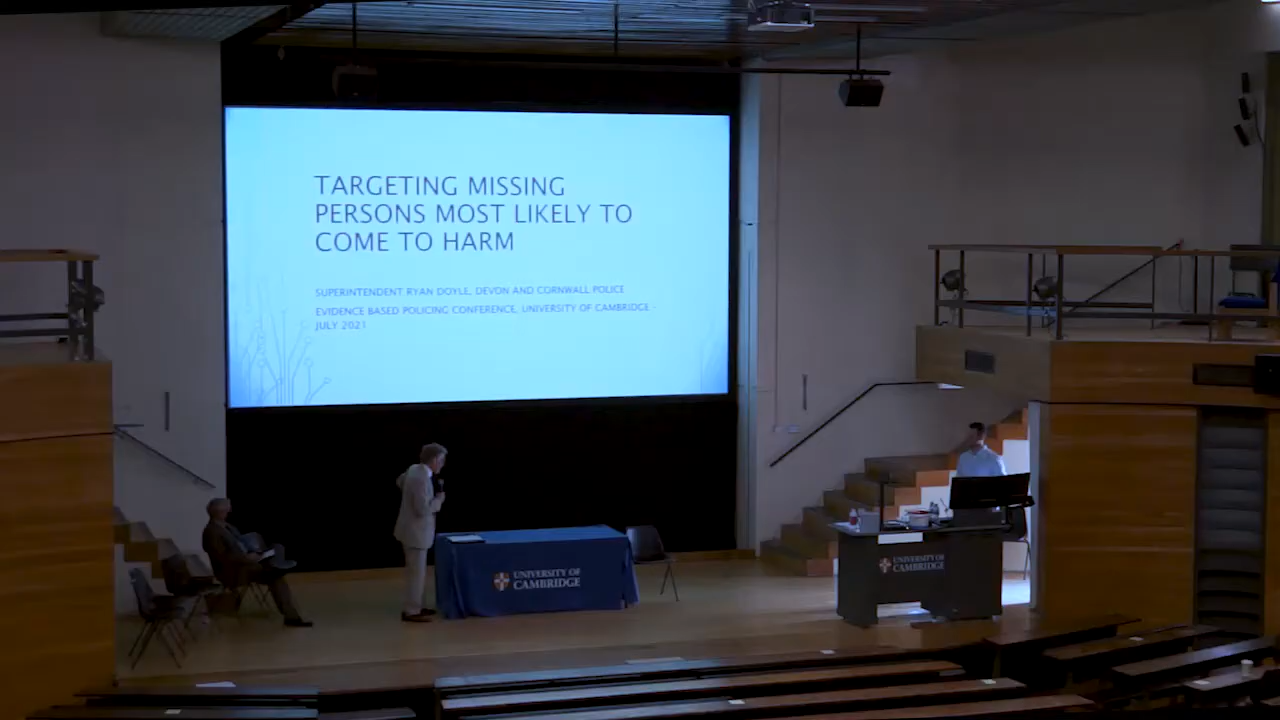 TARGETING MISSING
PERSONS MOST LIKELY TO
COME TO HARM
SUPERINTENDENT RYAN DOYLE, DEVON AND CORNWALL POLICE
EVIDENCE BASED POLICING CONFERENCE, UNIVERSITY OF CAMBRIDGE -
JULY 2021
UNIVERSITY OF
CAMBRIDGE
UNIVERSITY OF
CAMBRIDGE